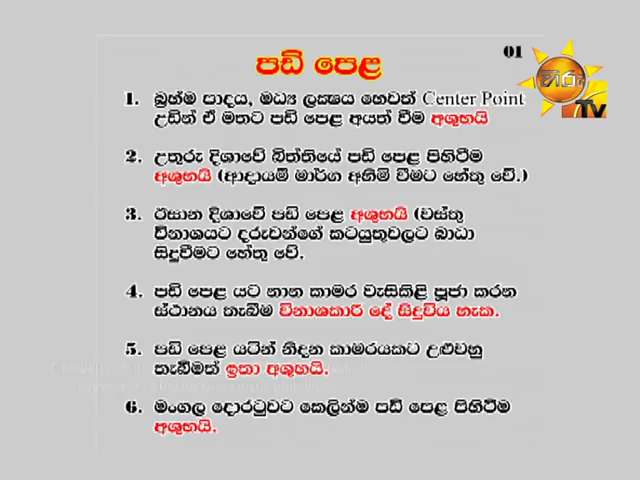 01
පඩි පෙළ
හිරු
TV
1. බ්‍රහ්ම පාදය, මධ්‍ය ලක්‍ෂය හෙවත් Center Point
උඩින් ඒ මතට පඩි පෙළ අයත් වීම අශුභයි
2. උතුරු දිශාවේ බිත්තියේ පඩි පෙළ පිහිටීම
අශුභයි (ආදායම් මාර්ග අහිමි වීමට හේතු වේ.)
3. ඊසාන දිශාවේ පඩි පෙළ අශුභයි (වස්තු
විනාශයට දරුවන්ගේ කටයුතුවලට බාධා
සිදුවීමට හේතු වේ.
4. පඩි පෙළ යට නාන කාමර වැසිකිළි පූජා කරන
ස්ථානය තැබීම විනාශකාරී දේ සිදුවිය හැක.
5. පඩි පෙළ යටින් නිදන කාමරයකට උළුවහු
තැබීමත් ඉතා අශුභයි.
6. මංගල දොරටුවට කෙලින්ම පඩි පෙළ පිහිටීම
අශුභයි.